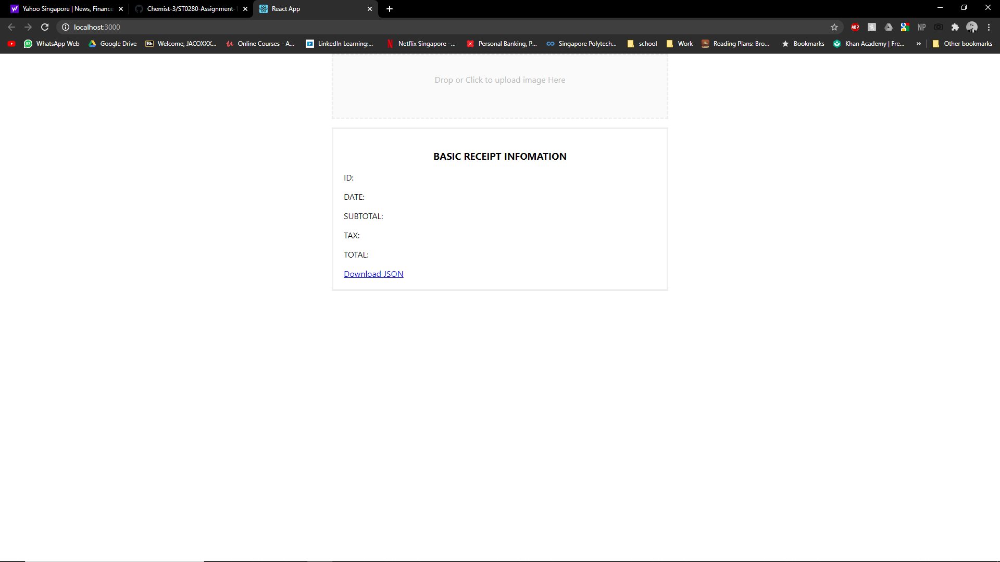 Yahoo Singapore | News, Finance
Chemist-3/ST0280-Assignment-
React App
localhost:3000
ABP
NP
83
WhatsApp Web
Google Drive
Bb
Welcome, JACOXXX...
Online Courses - A...
LinkedIn Learning:...
Netflix Singapore –...
Personal Banking, P...
Singapore Polytech...
school
Work
Reading Plans: Bro...
Bookmarks
Khan Academy | Fre...
»
Other bookmarks
Drop or Click to upload image Here
BASIC RECEIPT INFOMATION
ID:
DATE:
SUBTOTAL:
TAX:
TOTAL:
Download JSON